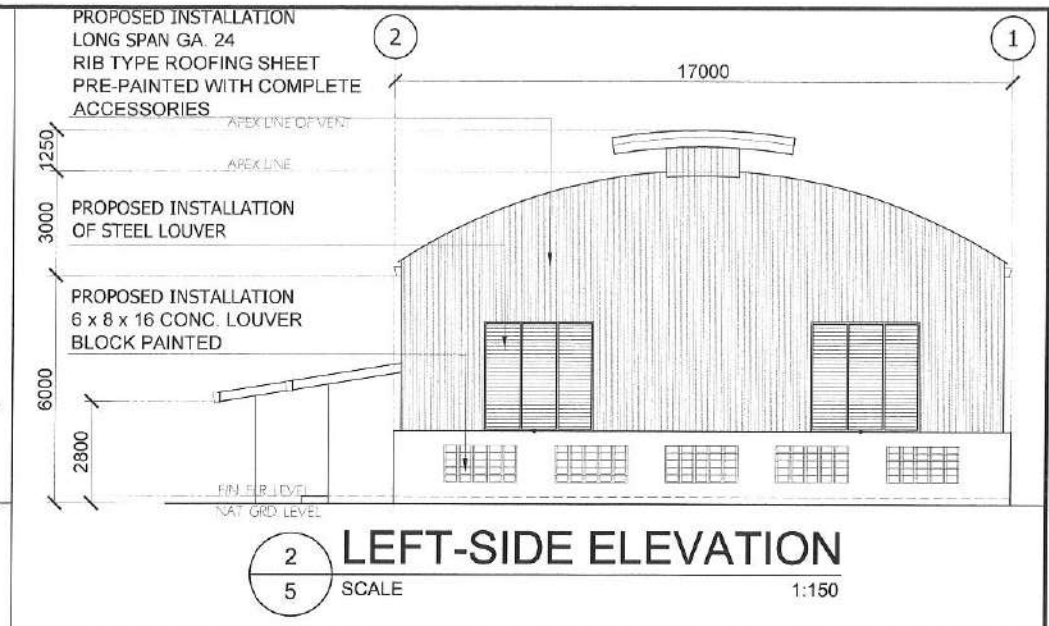 PROPOSED INSTALLATION
LONG SPAN GA. 24
RIB TYPE ROOFING SHEET
PRE-PAINTED WITH COMPLETE
ACCESSORIES
2
1
17000
APEX LINE OF VENT
1250
APEX LINE
3000
PROPOSED INSTALLATION
OF STEEL LOUVER
PROPOSED INSTALLATION
6 x 8 x 16 CONC. LOUVER
BLOCK PAINTED
6000
2800
FIN. FLR. LEVEL
NAT. GRD. LEVEL
2
5
LEFT-SIDE ELEVATION
SCALE
1:150